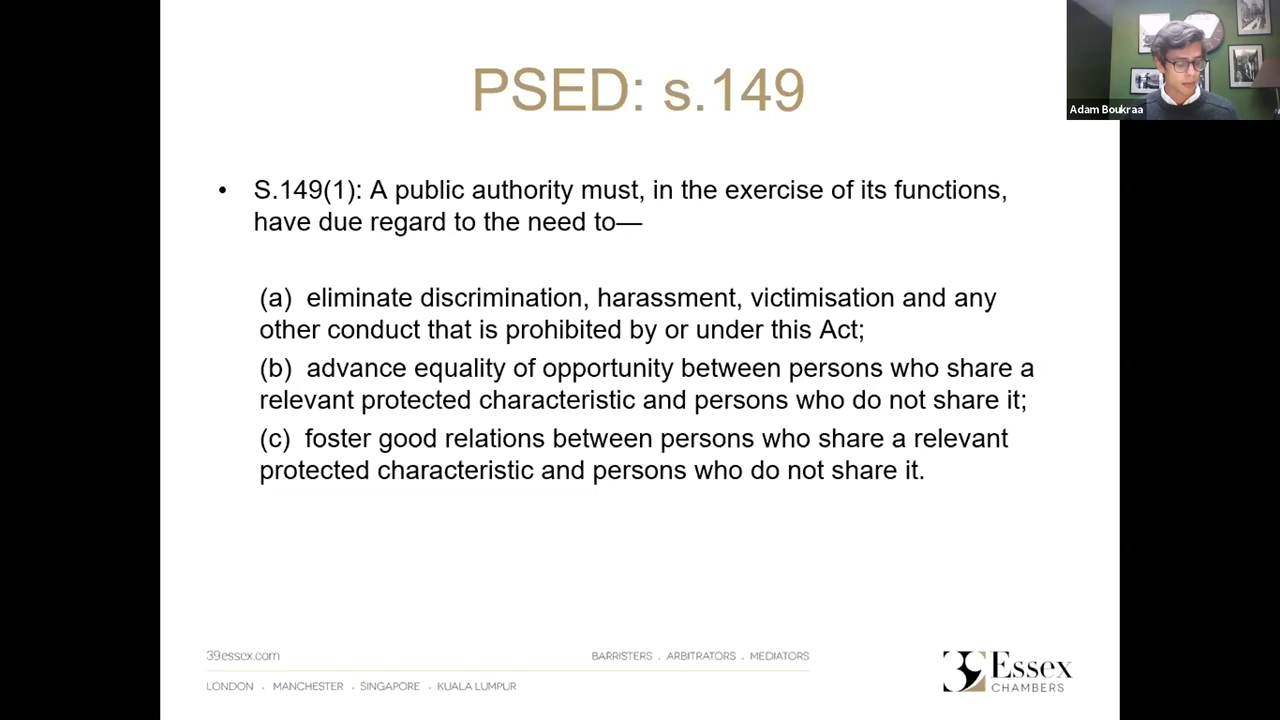 PSED: s.149
Adam Boukraa
• S.149(1): A public authority must, in the exercise of its functions,
have due regard to the need to—
(a) eliminate discrimination, harassment, victimisation and any
other conduct that is prohibited by or under this Act;
(b) advance equality of opportunity between persons who share a
relevant protected characteristic and persons who do not share it;
(c) foster good relations between persons who share a relevant
protected characteristic and persons who do not share it.
39essex.com
BARRISTERS . ARBITRATORS . MEDIATORS
LONDON . MANCHESTER . SINGAPORE . KUALA LUMPUR
39 Essex
CHAMBERS